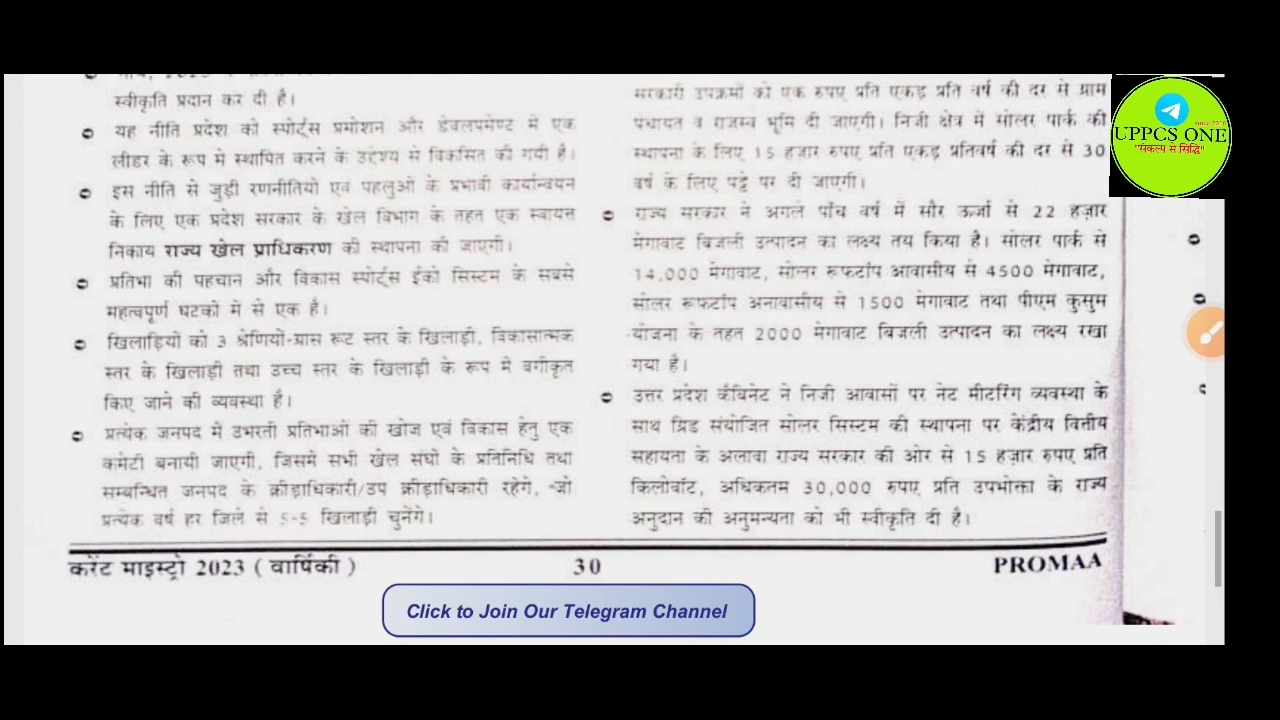 स्वीकृति प्रदान कर दी है।
यह नीति प्रदेश को स्पोर्ट्स प्रमोशन और डेवलपमेण्ट में एक
लीडर के रूप में स्थापित करने के उद्देश्य से विकसित की गयी है।
इस नीति से जुड़ी रणनीतियो एवं पहलुओं के प्रभावी कार्यान्वयन
के लिए एक प्रदेश सरकार के खेल विभाग के तहत एक स्वायत्त
निकाय राज्य खेल प्राधिकरण की स्थापना की जाएगी।
प्रतिभा की पहचान और विकास स्पोर्ट्स ईको सिस्टम के सबसे
महत्वपूर्ण घटकों में से एक है।
खिलाड़ियों को 3 श्रेणियों-ग्रास रूट स्तर के खिलाड़ी, विकासात्मक
स्तर के खिलाड़ी तथा उच्च स्तर के खिलाड़ी के रूप में वर्गीकृत
किए जाने की व्यवस्था है।
प्रत्येक जनपद में उभरती प्रतिभाओं की खोज एवं विकास हेतु एक
कमेटी बनायी जाएगी, जिसमें सभी खेल संघों के प्रतिनिधि तथा
सम्बन्धित जनपद के क्रीड़ाधिकारी/उप क्रीड़ाधिकारी रहेंगे, जो
प्रत्येक वर्ष हर जिले से 5-5 खिलाड़ी चुनेंगे।
सरकारी उपक्रमों को एक रुपए प्रति एकड़ प्रति वर्ष की दर से ग्राम
पंचायत व राजस्व भूमि दी जाएगी। निजी क्षेत्र में सोलर पार्क की
स्थापना के लिए 15 हज़ार रुपए प्रति एकड़ प्रतिवर्ष की दर से 30
वर्ष के लिए पट्टे पर दी जाएगी।
राज्य सरकार ने अगले पाँच वर्ष में सौर ऊर्जा से 22 हज़ार
मेगावाट बिजली उत्पादन का लक्ष्य तय किया है। सोलर पार्क से
14,000 मेगावाट, सोलर रूफटॉप आवासीय से 4500 मेगावाट,
सोलर रूफटॉप अनावासीय से 1500 मेगावाट तथा पीएम कुसुम
योजना के तहत 2000 मेगावाट बिजली उत्पादन का लक्ष्य रखा
गया है।
उत्तर प्रदेश कैबिनेट ने निजी आवासों पर नेट मीटरिंग व्यवस्था के
साथ ग्रिड संयोजित सोलर सिस्टम की स्थापना पर केंद्रीय वित्तीय
सहायता के अलावा राज्य सरकार की ओर से 15 हज़ार रुपए प्रति
किलोवॉट, अधिकतम 30,000 रुपए प्रति उपभोक्ता के राज्य
अनुदान की अनुमन्यता को भी स्वीकृति दी है।
करेंट माइस्ट्रो 2023 ( वार्षिकी )
30
PROMAA
Click to Join Our Telegram Channel
UPPCS ONE
"संकल्प से सिद्धि"